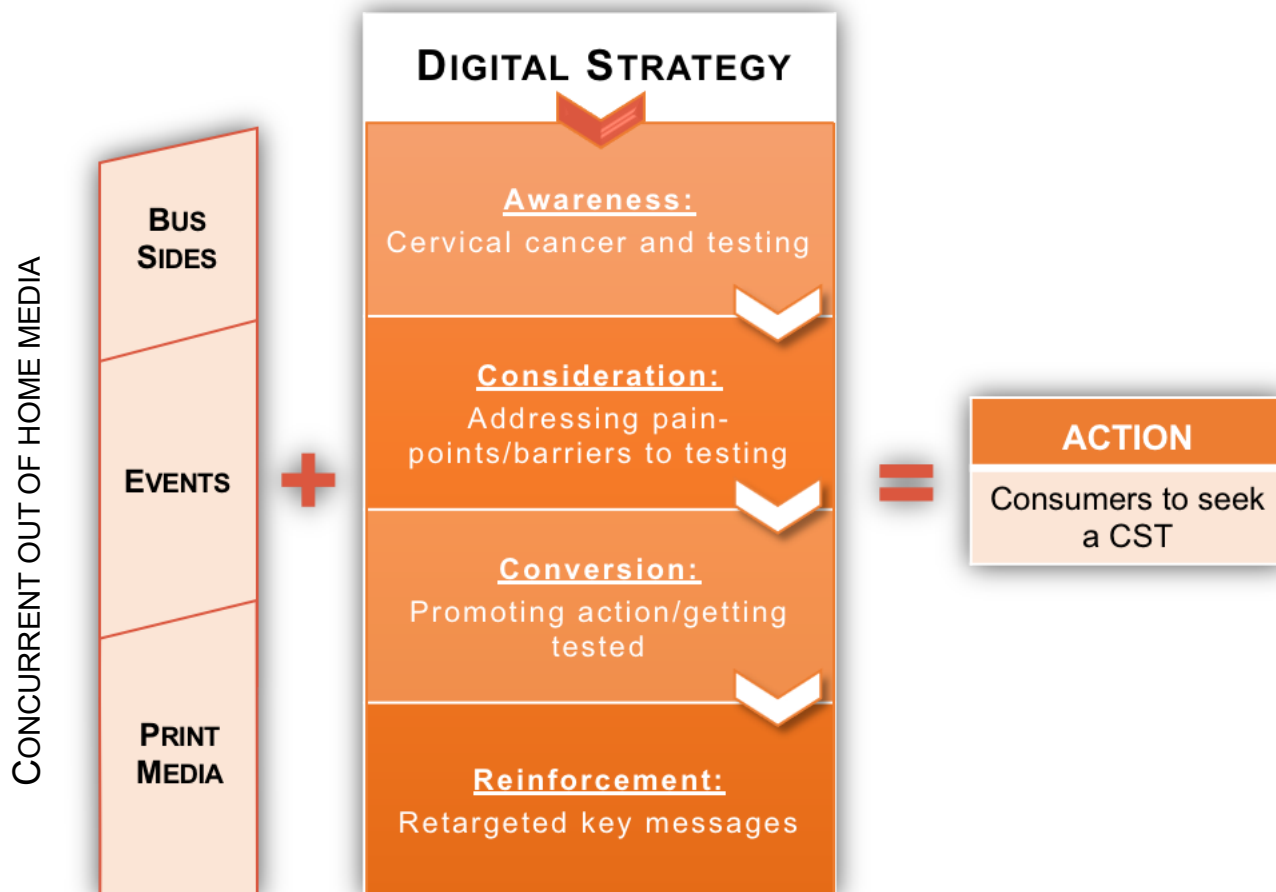 CONCURRENT OUT OF HOME MEDIA
BUS
SIDES
EVENTS
PRINT
MEDIA
+
DIGITAL STRATEGY
Awareness:
Cervical cancer and testing
Consideration:
Addressing pain-
points/barriers to testing
Conversion:
Promoting action/getting
tested
Reinforcement:
Retargeted key messages
=
ACTION
Consumers to seek
a CST